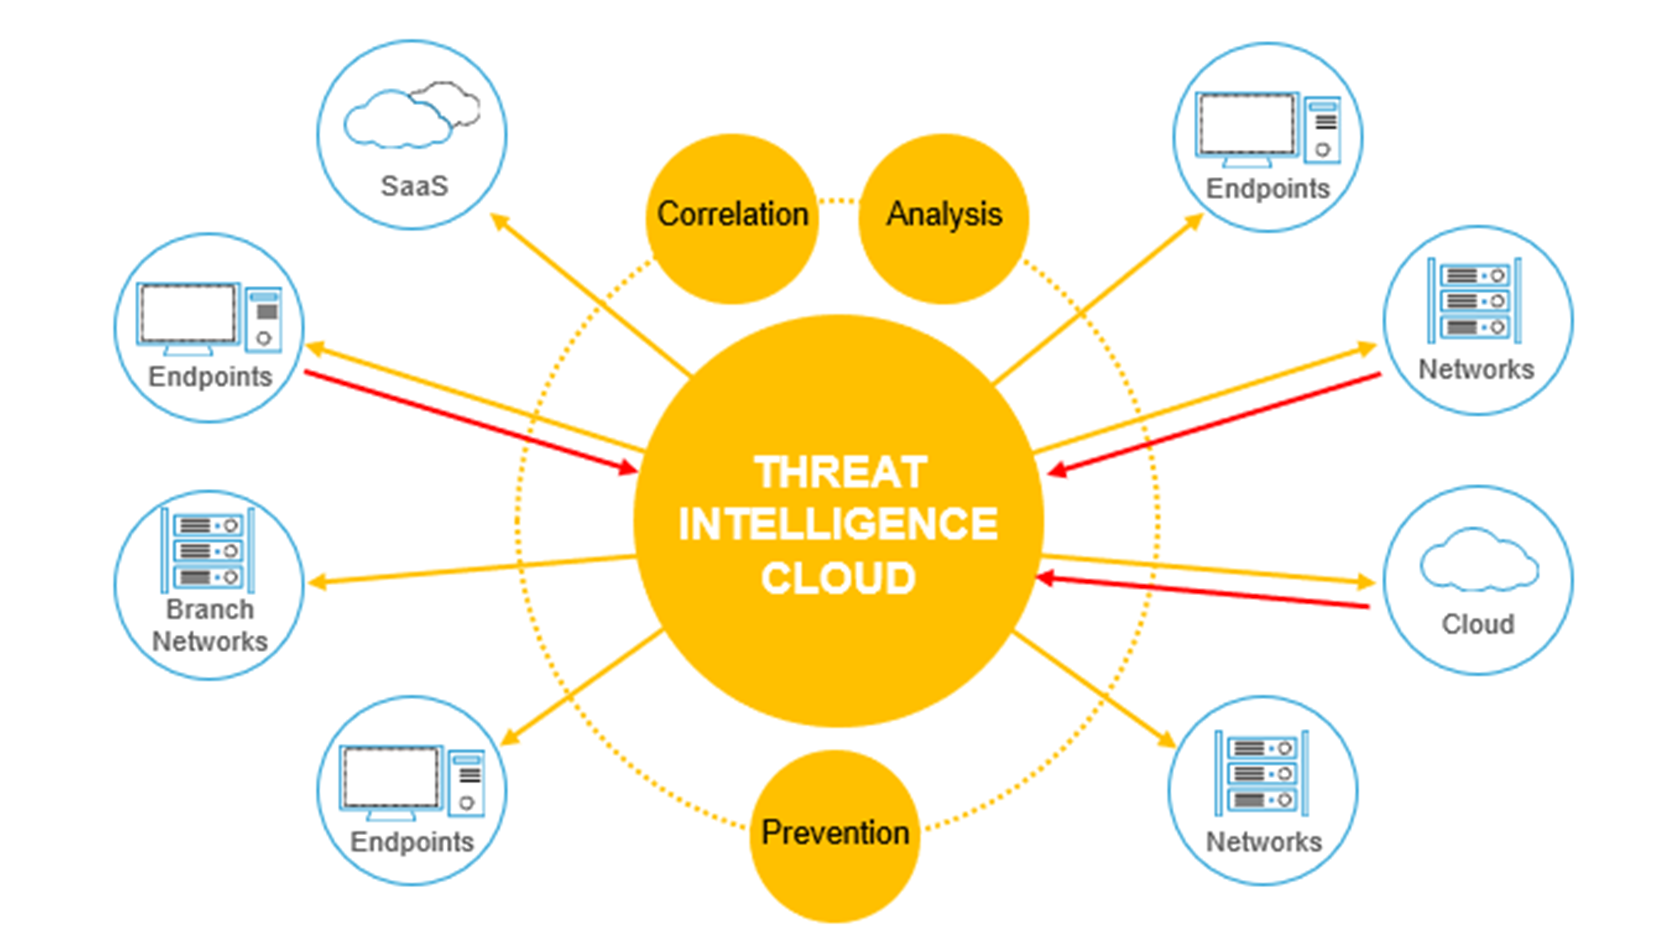 SaaS
Endpoints
Correlation
Analysis
Endpoints
Networks
THREAT
INTELLIGENCE
CLOUD
Branch
Networks
Cloud
Endpoints
Prevention
Networks